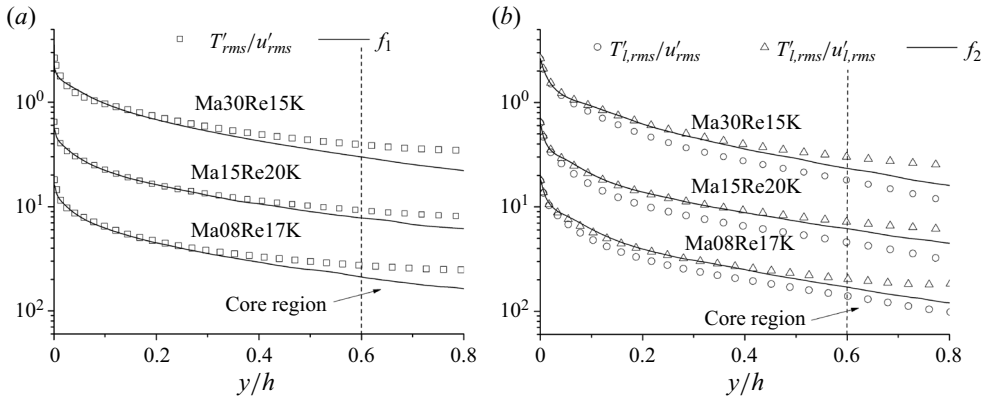 (a)
T′rms/u′rms f1
10^0
10^1
10^2
Ma30Re15K
Ma15Re20K
Ma08Re17K
Core region
0 0.2 0.4 0.6 0.8
y/h
(b)
T′l,rms/u′rms T′l,rms/u′l,rms f2
10^0
10^1
10^2
Ma30Re15K
Ma15Re20K
Ma08Re17K
Core region
0 0.2 0.4 0.6 0.8
y/h